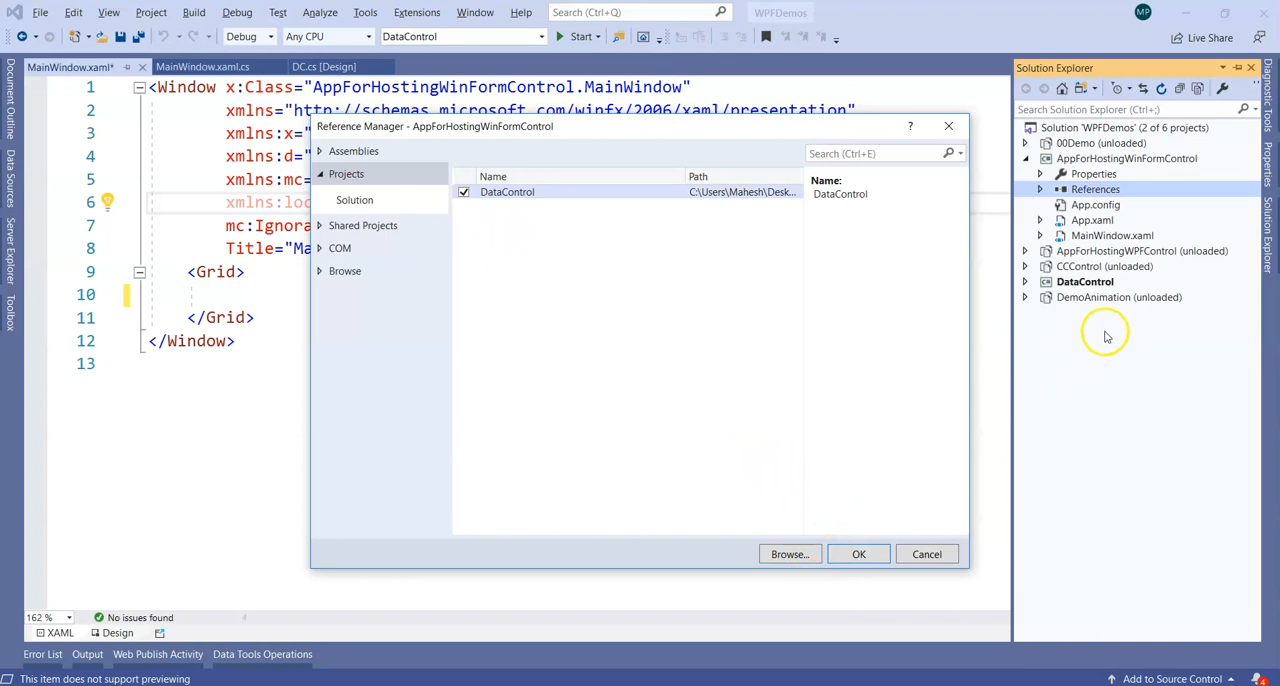 File Edit View Project Build Debug Test Analyze Tools Extensions Window Help Search (Ctrl+Q) WPFDemos MP
Debug Any CPU DataControl Start Live Share
MainWindow.xaml* MainWindow.xaml.cs DC.cs [Design]
Document Outline
Data Sources
Server Explorer
Toolbox
1 <Window x:Class="AppForHostingWinFormControl.MainWindow"
2 xmlns="http://schemas.microsoft.com/winfx/2006/xaml/presentation"
3 xmlns:x="
4 xmlns:d="
5 xmlns:mc=
6 xmlns:loc
7 mc:Ignora
8 Title="Ma
9 <Grid>
10
11 </Grid>
12 </Window>
13
Reference Manager - AppForHostingWinFormControl ?
Assemblies
Projects
Solution
Shared Projects
COM
Browse
Name Path
DataControl C:\Users\Mahesh\Desk...
Search (Ctrl+E)
Name:
DataControl
Browse... OK Cancel
Solution Explorer
Search Solution Explorer (Ctrl+;)
Solution 'WPFDemos' (2 of 6 projects)
00Demo (unloaded)
AppForHostingWinFormControl
Properties
References
App.config
App.xaml
MainWindow.xaml
AppForHostingWPFControl (unloaded)
CCControl (unloaded)
DataControl
DemoAnimation (unloaded)
Diagnostic Tools
Properties
Solution Explorer
162 % No issues found
XAML Design
Error List Output Web Publish Activity Data Tools Operations
This item does not support previewing Add to Source Control 4